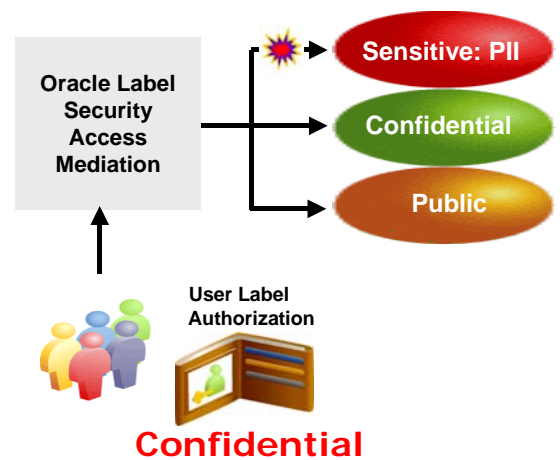 Oracle Label
Security
Access
Mediation
Sensitive: PII
Confidential
Public
User Label
Authorization
Confidential